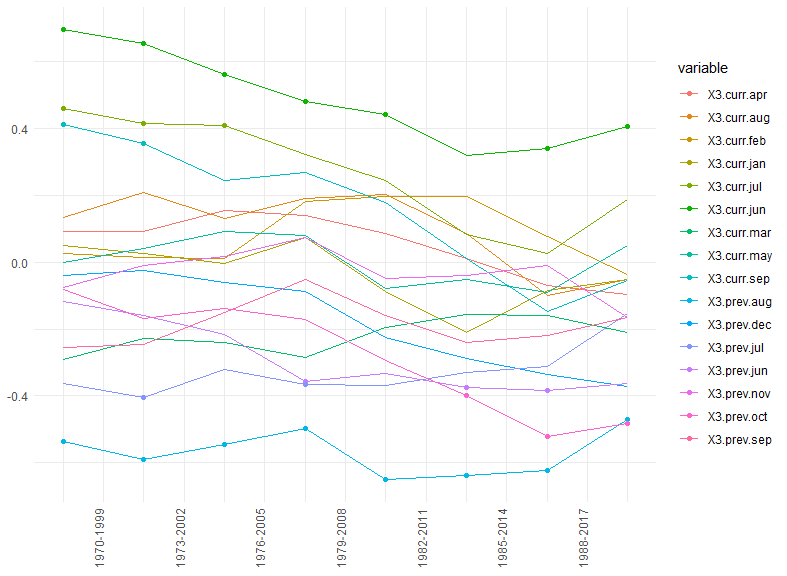 variable
X3.curr.apr
X3.curr.aug
X3.curr.feb
X3.curr.jan
X3.curr.jul
X3.curr.jun
X3.curr.mar
X3.curr.may
X3.curr.sep
X3.prev.aug
X3.prev.dec
X3.prev.jul
X3.prev.jun
X3.prev.nov
X3.prev.oct
X3.prev.sep
0.4
0.0
-0.4
1970-1999
1973-2002
1976-2005
1979-2008
1982-2011
1985-2014
1988-2017